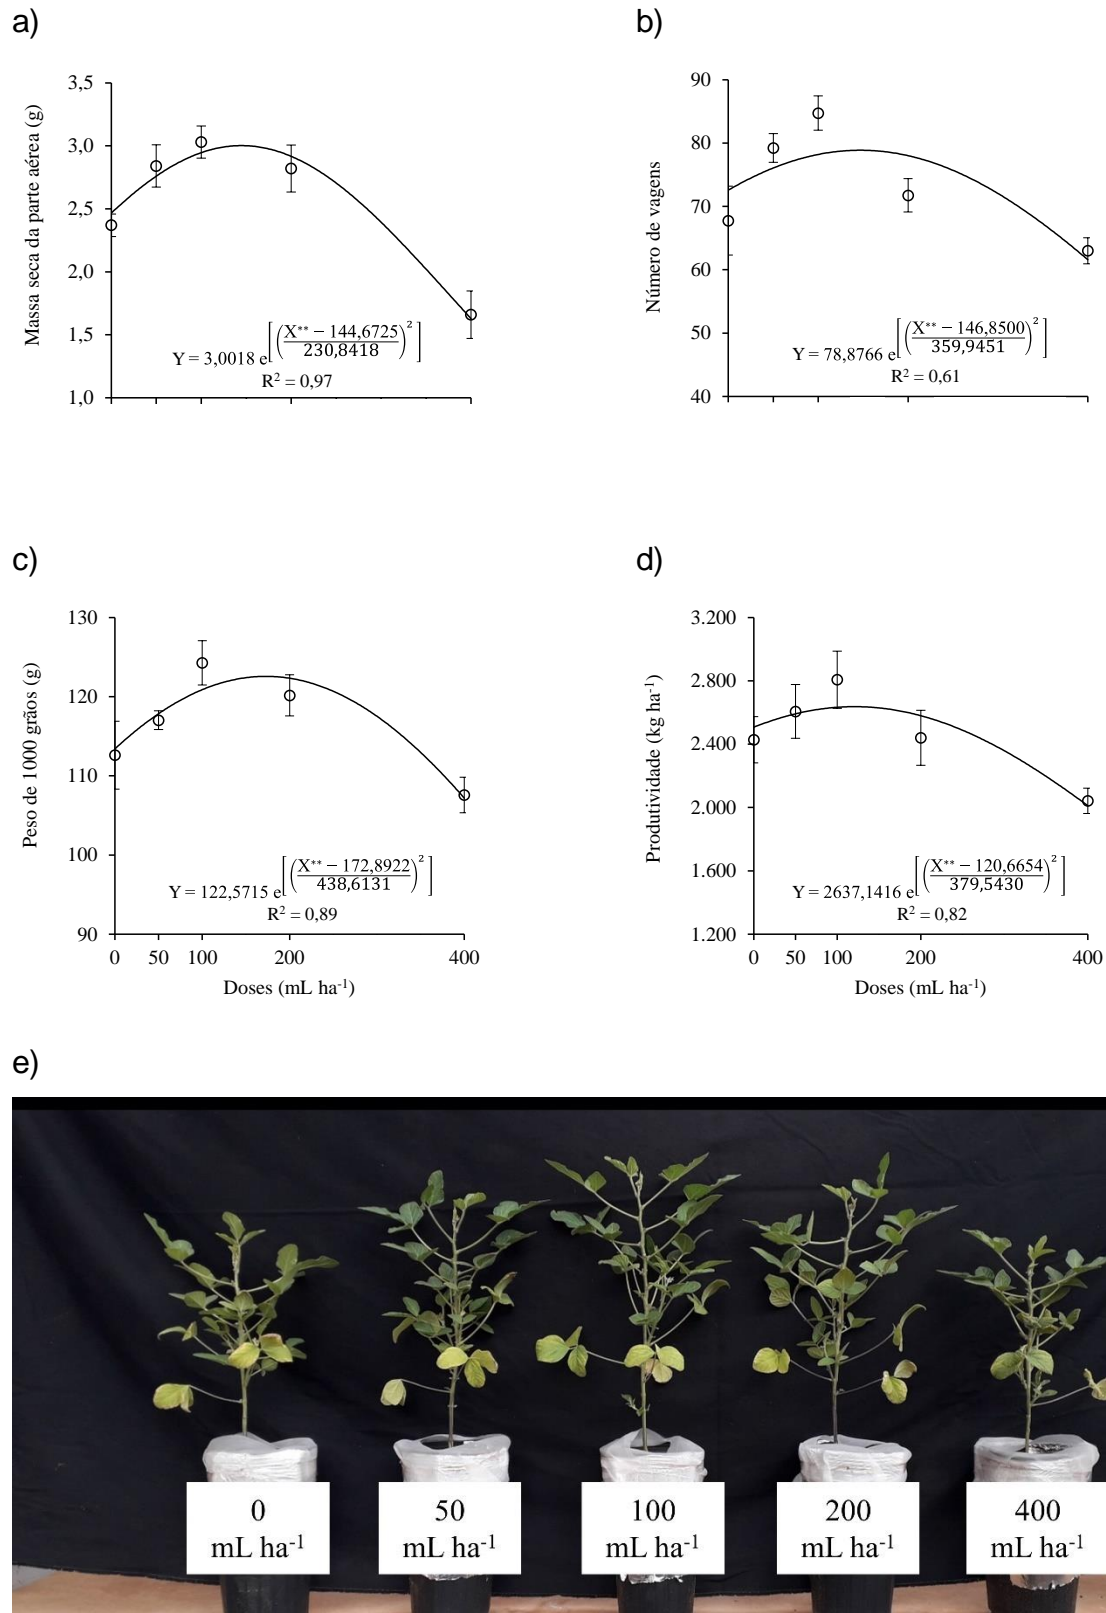 a)
Massa seca da parte aérea (g)
3,5
3,0
2,5
2,0
1,5
1,0
Y = 3,0018 e[((X** − 144,6725)/230,8418)²]
R² = 0,97
b)
Número de vagens
90
80
70
60
50
40
Y = 78,8766 e[((X** − 146,8500)/359,9451)²]
R² = 0,61
c)
Peso de 1000 grãos (g)
130
120
110
100
90
Y = 122,5715 e[((X** − 172,8922)/438,6131)²]
R² = 0,89
0 50 100 200 400
Doses (mL ha⁻¹)
d)
Produtividade (kg ha⁻¹)
3.200
2.800
2.400
2.000
1.600
1.200
Y = 2637,1416 e[((X** − 120,6654)/379,5430)²]
R² = 0,82
0 50 100 200 400
Doses (mL ha⁻¹)
e)
0
mL ha⁻¹
50
mL ha⁻¹
100
mL ha⁻¹
200
mL ha⁻¹
400
mL ha⁻¹